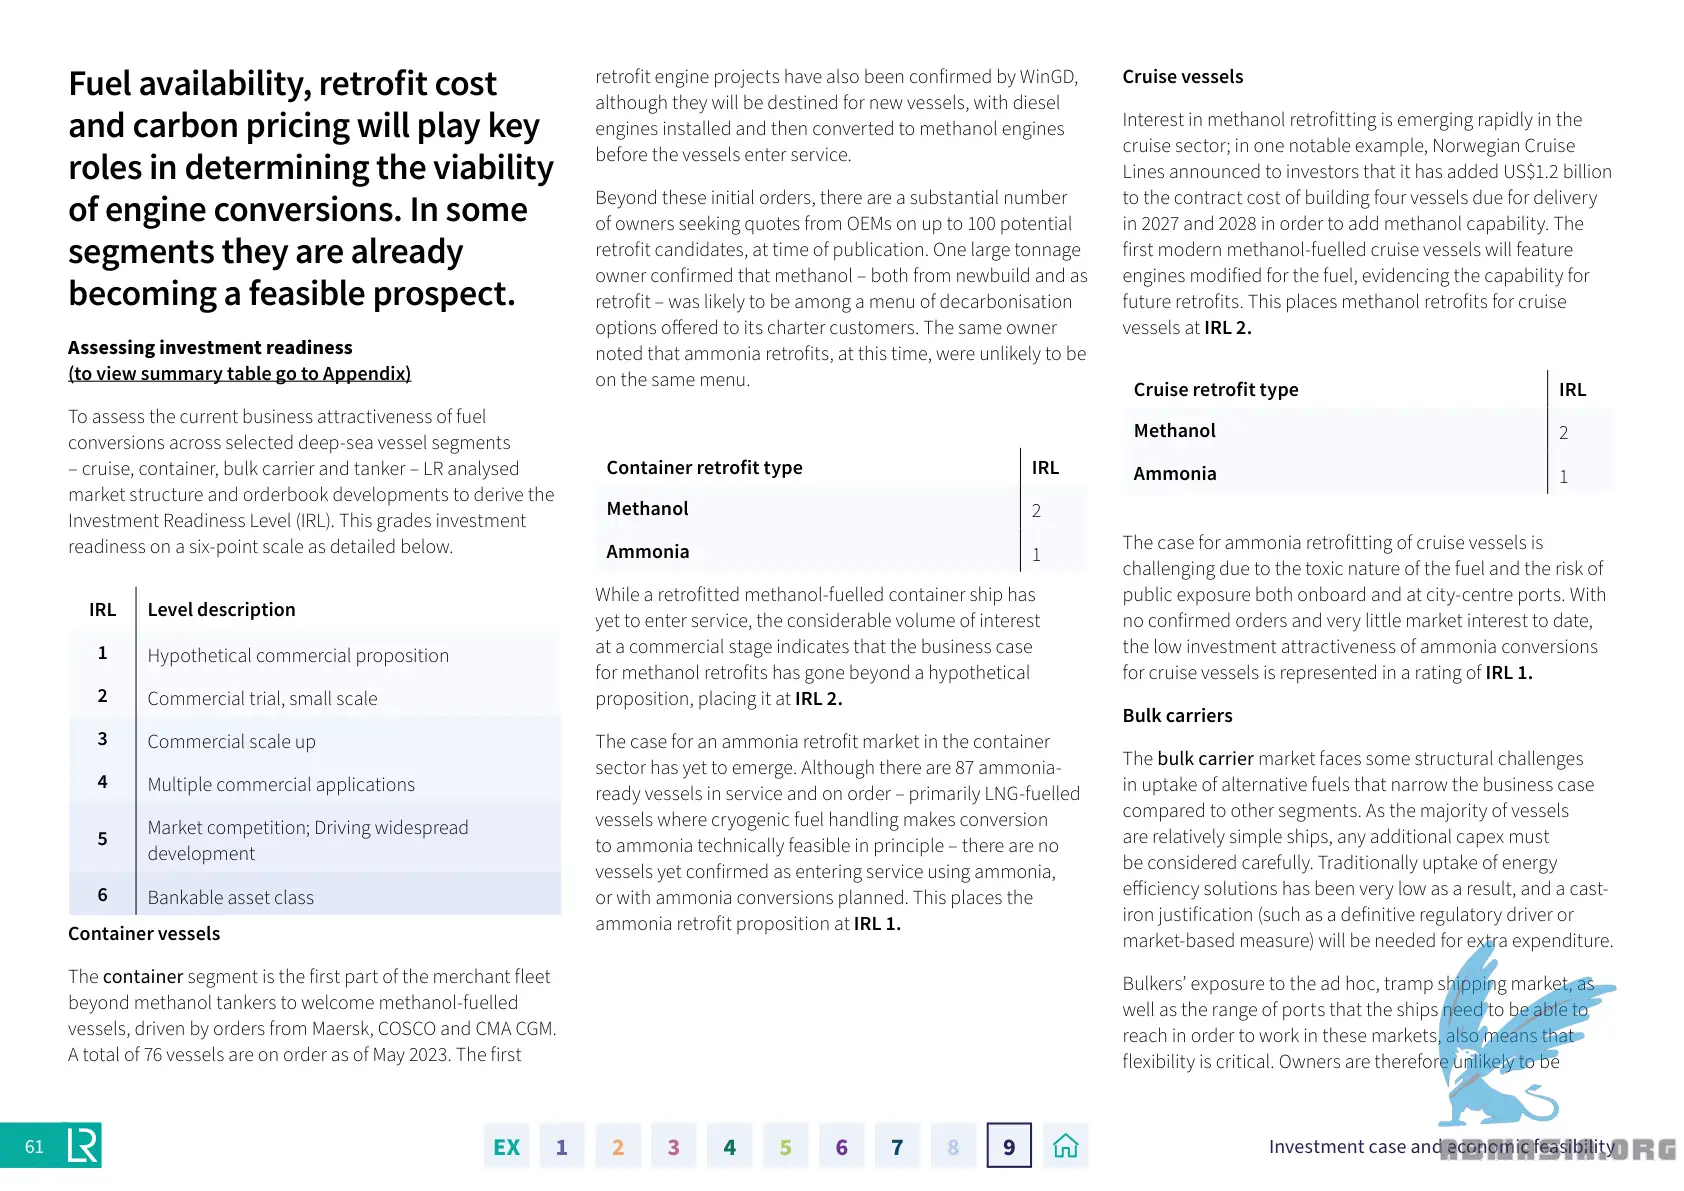 Fuel availability, retrofit cost
and carbon pricing will play key
roles in determining the viability
of engine conversions. In some
segments they are already
becoming a feasible prospect.
Assessing investment readiness
(to view summary table go to Appendix)
To assess the current business attractiveness of fuel
conversions across selected deep-sea vessel segments
– cruise, container, bulk carrier and tanker – LR analysed
market structure and orderbook developments to derive the
Investment Readiness Level (IRL). This grades investment
readiness on a six-point scale as detailed below.
IRL Level description
1 Hypothetical commercial proposition
2 Commercial trial, small scale
3 Commercial scale up
4 Multiple commercial applications
5 Market competition; Driving widespread
development
6 Bankable asset class
Container vessels
The container segment is the first part of the merchant fleet
beyond methanol tankers to welcome methanol-fuelled
vessels, driven by orders from Maersk, COSCO and CMA CGM.
A total of 76 vessels are on order as of May 2023. The first
retrofit engine projects have also been confirmed by WinGD,
although they will be destined for new vessels, with diesel
engines installed and then converted to methanol engines
before the vessels enter service.
Beyond these initial orders, there are a substantial number
of owners seeking quotes from OEMs on up to 100 potential
retrofit candidates, at time of publication. One large tonnage
owner confirmed that methanol – both from newbuild and as
retrofit – was likely to be among a menu of decarbonisation
options offered to its charter customers. The same owner
noted that ammonia retrofits, at this time, were unlikely to be
on the same menu.
Container retrofit type IRL
Methanol 2
Ammonia 1
While a retrofitted methanol-fuelled container ship has
yet to enter service, the considerable volume of interest
at a commercial stage indicates that the business case
for methanol retrofits has gone beyond a hypothetical
proposition, placing it at IRL 2.
The case for an ammonia retrofit market in the container
sector has yet to emerge. Although there are 87 ammonia-
ready vessels in service and on order – primarily LNG-fuelled
vessels where cryogenic fuel handling makes conversion
to ammonia technically feasible in principle – there are no
vessels yet confirmed as entering service using ammonia,
or with ammonia conversions planned. This places the
ammonia retrofit proposition at IRL 1.
Cruise vessels
Interest in methanol retrofitting is emerging rapidly in the
cruise sector; in one notable example, Norwegian Cruise
Lines announced to investors that it has added US$1.2 billion
to the contract cost of building four vessels due for delivery
in 2027 and 2028 in order to add methanol capability. The
first modern methanol-fuelled cruise vessels will feature
engines modified for the fuel, evidencing the capability for
future retrofits. This places methanol retrofits for cruise
vessels at IRL 2.
Cruise retrofit type IRL
Methanol 2
Ammonia 1
The case for ammonia retrofitting of cruise vessels is
challenging due to the toxic nature of the fuel and the risk of
public exposure both onboard and at city-centre ports. With
no confirmed orders and very little market interest to date,
the low investment attractiveness of ammonia conversions
for cruise vessels is represented in a rating of IRL 1.
Bulk carriers
The bulk carrier market faces some structural challenges
in uptake of alternative fuels that narrow the business case
compared to other segments. As the majority of vessels
are relatively simple ships, any additional capex must
be considered carefully. Traditionally uptake of energy
efficiency solutions has been very low as a result, and a cast-
iron justification (such as a definitive regulatory driver or
market-based measure) will be needed for extra expenditure.
Bulkers’ exposure to the ad hoc, tramp shipping market, as
well as the range of ports that the ships need to be able to
reach in order to work in these markets, also means that
flexibility is critical. Owners are therefore unlikely to be
61 LR
EX 1 2 3 4 5 6 7 8 9
Investment case and economic feasibility
ADMASIA.ORG